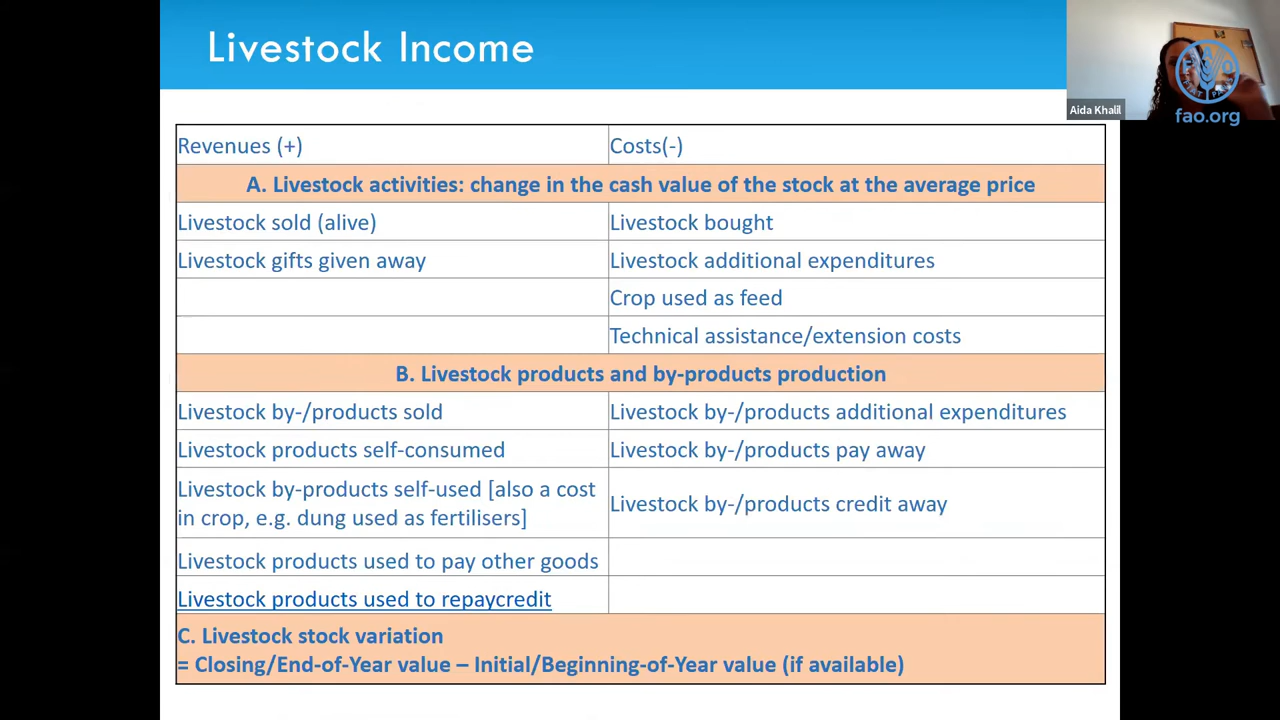 Livestock Income
Aida Khalil
fao.org
Revenues (+)
Costs(-)
A. Livestock activities: change in the cash value of the stock at the average price
Livestock sold (alive)
Livestock bought
Livestock gifts given away
Livestock additional expenditures
Crop used as feed
Technical assistance/extension costs
B. Livestock products and by-products production
Livestock by-/products sold
Livestock by-/products additional expenditures
Livestock products self-consumed
Livestock by-/products pay away
Livestock by-products self-used [also a cost
in crop, e.g. dung used as fertilisers]
Livestock by-/products credit away
Livestock products used to pay other goods
Livestock products used to repaycredit
C. Livestock stock variation
= Closing/End-of-Year value – Initial/Beginning-of-Year value (if available)